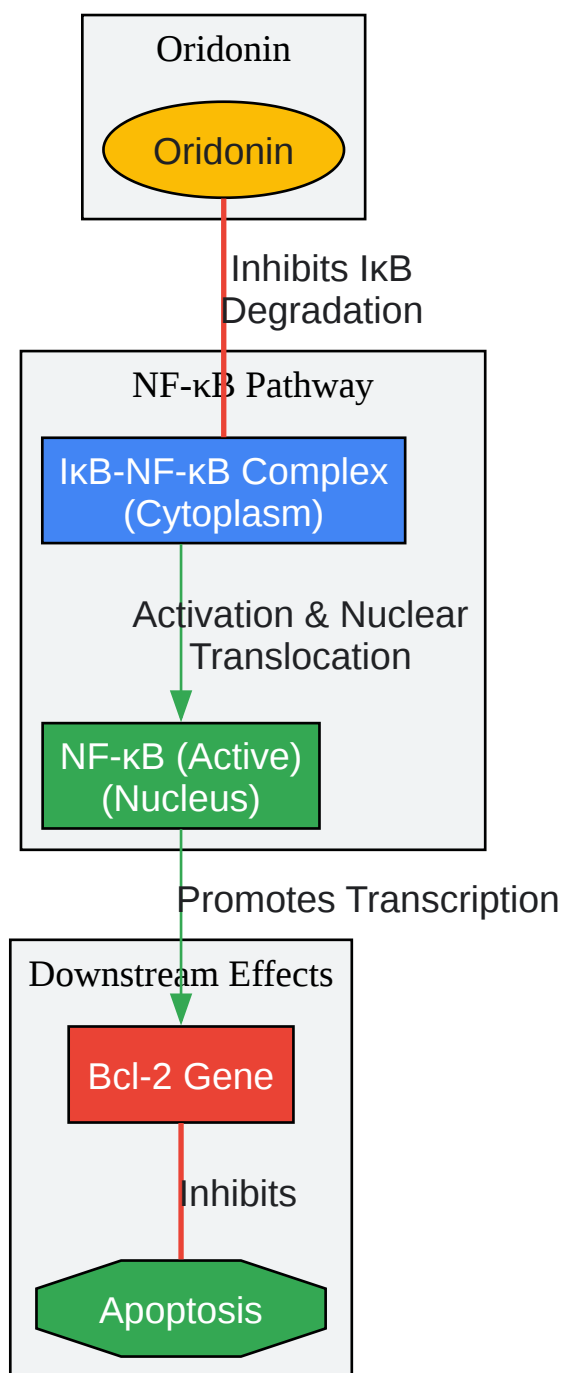 Oridonin
Oridonin
Inhibits IκB
Degradation
NF-κB Pathway
IκB-NF-κB Complex
(Cytoplasm)
Activation & Nuclear
Translocation
NF-κB (Active)
(Nucleus)
Promotes Transcription
Downstream Effects
Bcl-2 Gene
Inhibits
Apoptosis